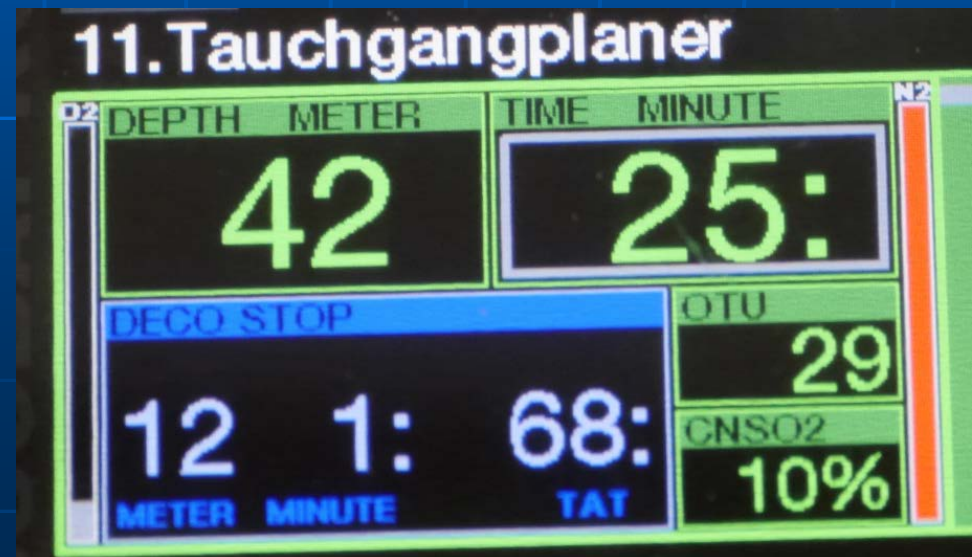 11.Tauchgangplaner
O2 DEPTH METER TIME MINUTE N2
42 25:
DECO STOP OTU
29
12 1: 68: CNSO2
METER MINUTE TAT 10%